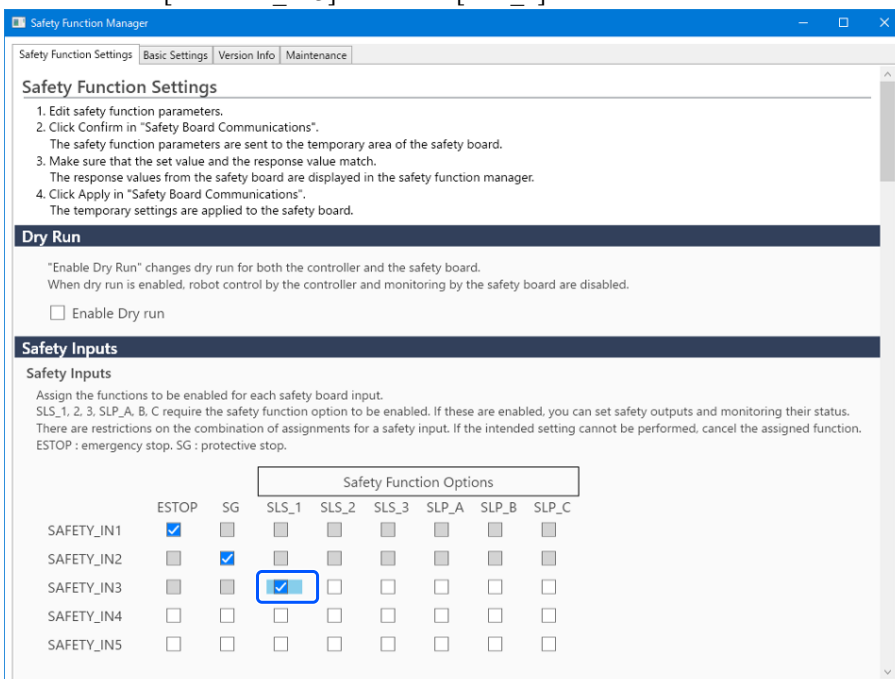 Safety Function Manager
Safety Function Settings Basic Settings Version Info Maintenance
Safety Function Settings
1. Edit safety function parameters.
2. Click Confirm in "Safety Board Communications".
The safety function parameters are sent to the temporary area of the safety board.
3. Make sure that the set value and the response value match.
The response values from the safety board are displayed in the safety function manager.
4. Click Apply in "Safety Board Communications".
The temporary settings are applied to the safety board.
Dry Run
"Enable Dry Run" changes dry run for both the controller and the safety board.
When dry run is enabled, robot control by the controller and monitoring by the safety board are disabled.
Enable Dry run
Safety Inputs
Safety Inputs
Assign the functions to be enabled for each safety board input.
SLS_1, 2, 3, SLP_A, B, C require the safety function option to be enabled. If these are enabled, you can set safety outputs and monitoring their status.
There are restrictions on the combination of assignments for a safety input. If the intended setting cannot be performed, cancel the assigned function.
ESTOP : emergency stop. SG : protective stop.
Safety Function Options
ESTOP SG SLS_1 SLS_2 SLS_3 SLP_A SLP_B SLP_C
SAFETY_IN1
SAFETY_IN2
SAFETY_IN3
SAFETY_IN4
SAFETY_IN5